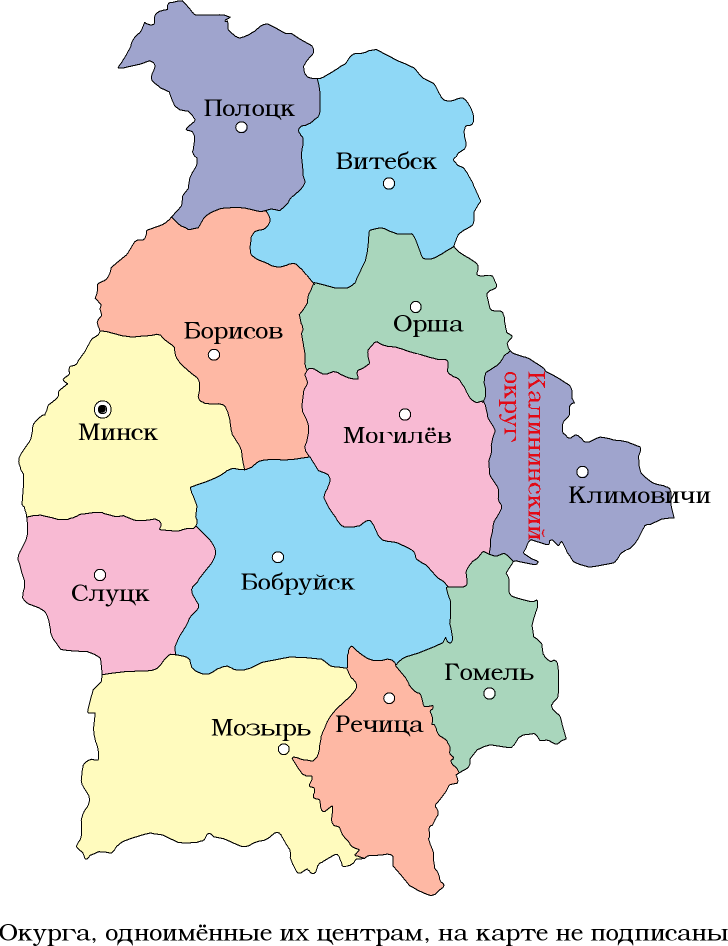 Полоцк
Витебск
Орша
Борисов
Минск
Могилёв
Калининский
округ
Климовичи
Бобруйск
Слуцк
Гомель
Мозырь
Речица
Окурга, одноимённые их центрам, на карте не подписаны